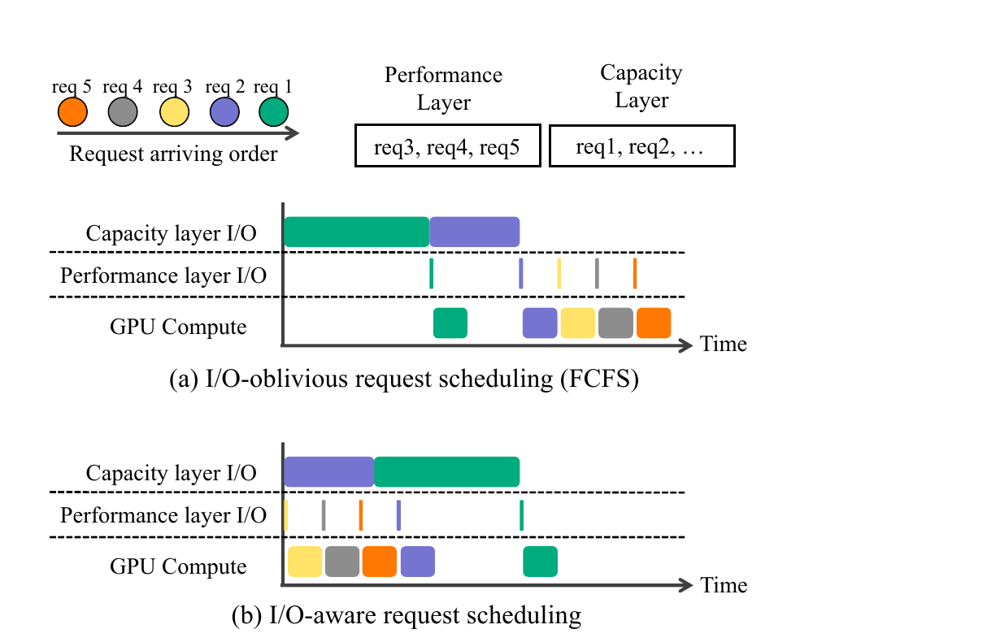 req 5 req 4 req 3 req 2 req 1
Request arriving order
Performance
Layer
req3, req4, req5
Capacity
Layer
req1, req2, …
Capacity layer I/O
Performance layer I/O
GPU Compute
Time
(a) I/O-oblivious request scheduling (FCFS)
Capacity layer I/O
Performance layer I/O
GPU Compute
Time
(b) I/O-aware request scheduling